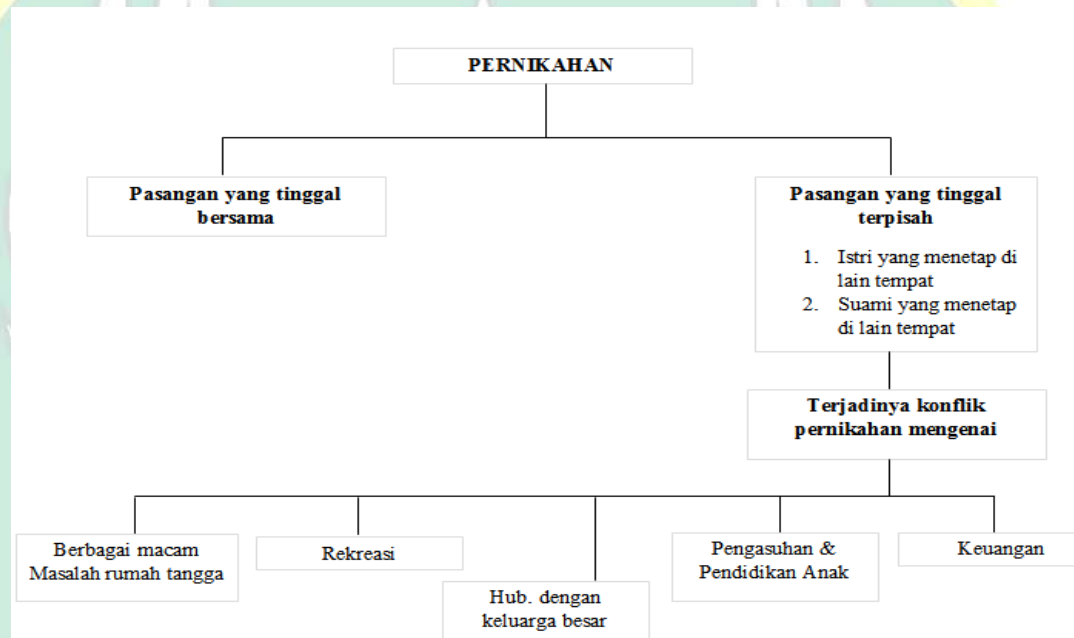 PERNIKAHAN
Pasangan yang tinggal
bersama
Pasangan yang tinggal
terpisah
1. Istri yang menetap di
lain tempat
2. Suami yang menetap
di lain tempat
Terjadinya konflik
pernikahan mengenai
Berbagai macam
Masalah rumah tangga
Rekreasi
Hub. dengan
keluarga besar
Pengasuhan &
Pendidikan Anak
Keuangan